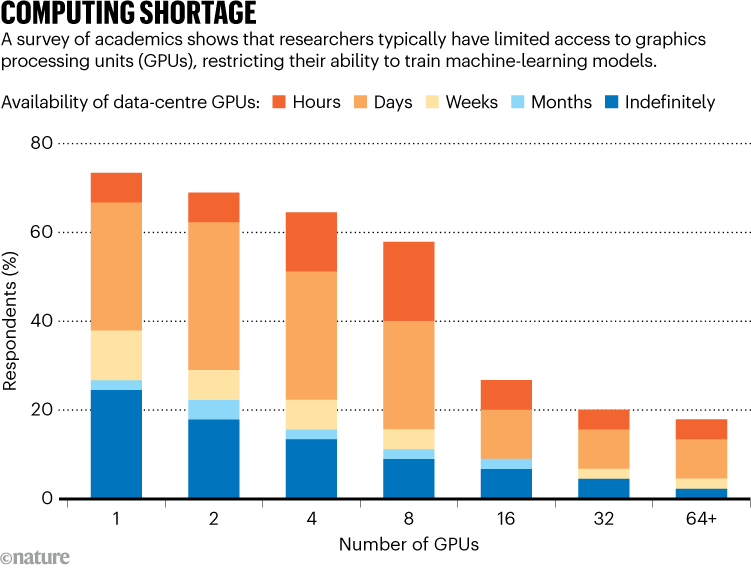 COMPUTING SHORTAGE
A survey of academics shows that researchers typically have limited access to graphics
processing units (GPUs), restricting their ability to train machine-learning models.
Availability of data-centre GPUs: Hours Days Weeks Months Indefinitely
80
60
40
20
0
Respondents (%)
1 2 4 8 16 32 64+
Number of GPUs
©nature